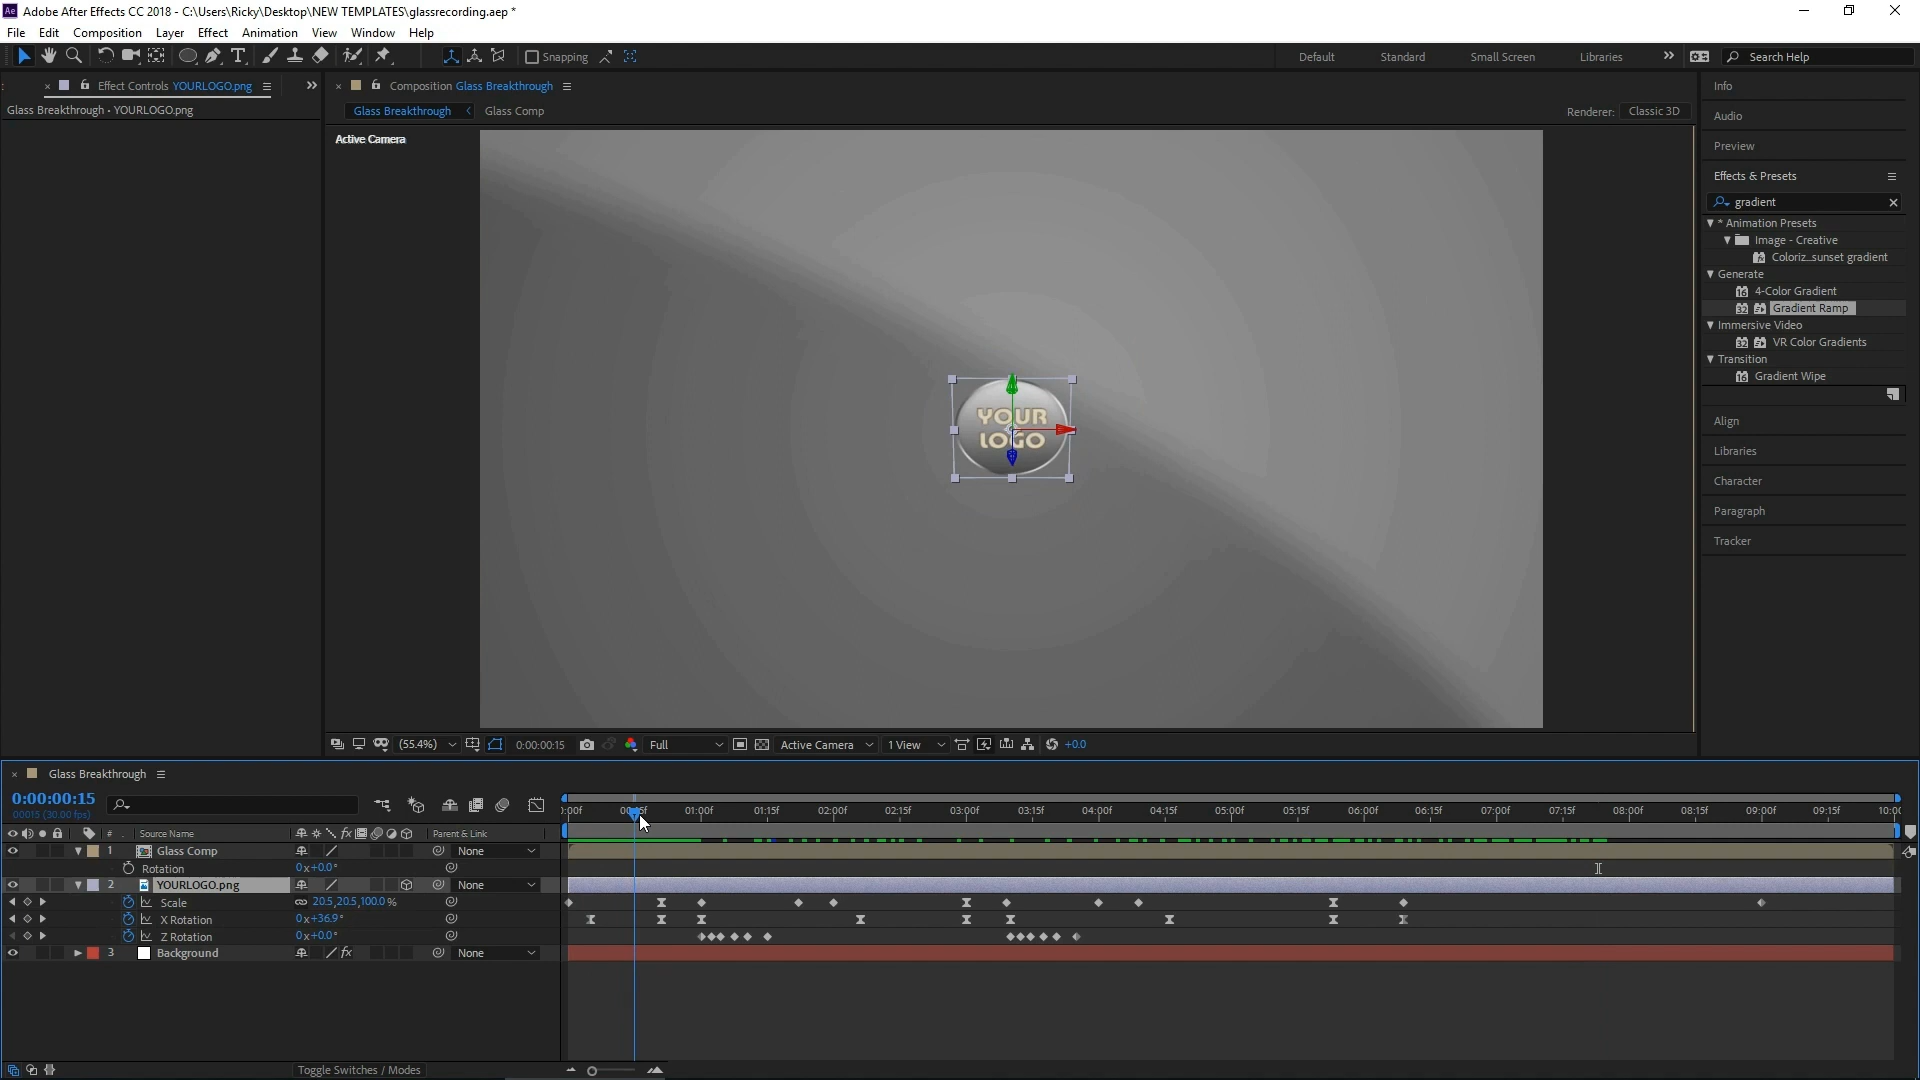 Ae Adobe After Effects CC 2018 - C:\Users\Ricky\Desktop\NEW TEMPLATES\glassrecording.aep *
File Edit Composition Layer Effect Animation View Window Help
Snapping Default Standard Small Screen Libraries Search Help
Effect Controls YOURLOGO.png
Glass Breakthrough • YOURLOGO.png
Composition Glass Breakthrough
Glass Breakthrough Glass Comp
Renderer: Classic 3D
Active Camera
YOUR
LOGO
(55.4%) 0:00:00:15 Full Active Camera 1 View +0.0
Info
Audio
Preview
Effects & Presets
gradient
* Animation Presets
Image - Creative
Coloriz...sunset gradient
Generate
4-Color Gradient
Gradient Ramp
Immersive Video
VR Color Gradients
Transition
Gradient Wipe
Align
Libraries
Character
Paragraph
Tracker
Glass Breakthrough
0:00:00:15
00015 (30.00 fps)
:00f 00:15f 01:00f 01:15f 02:00f 02:15f 03:00f 03:15f 04:00f 04:15f 05:00f 05:15f 06:00f 06:15f 07:00f 07:15f 08:00f 08:15f 09:00f 09:15f 10:00
# Source Name Parent & Link
1 Glass Comp None
Rotation 0x+0.0°
2 YOURLOGO.png None
Scale 20.5,20.5,100.0%
X Rotation 0x+36.9°
Z Rotation 0x+0.0°
3 Background fx None
Toggle Switches / Modes